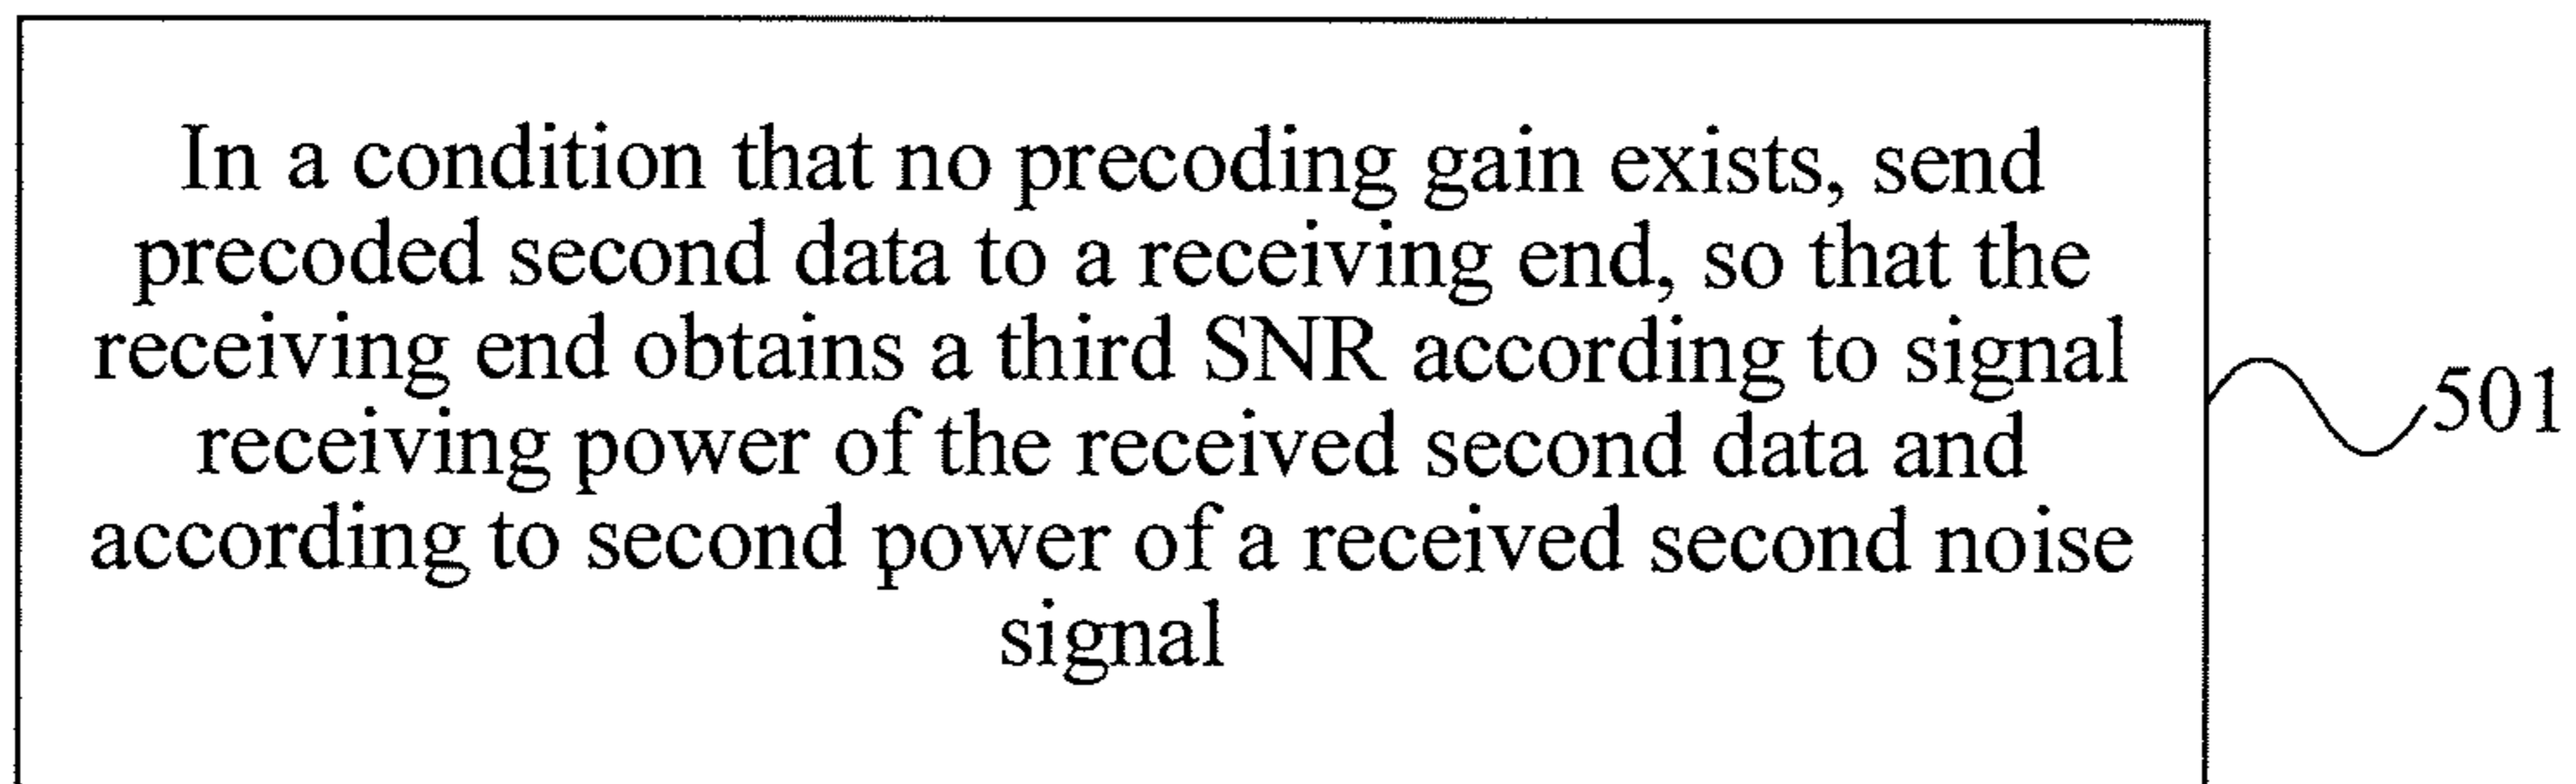 In a condition that no precoding gain exists, send
precoded second data to a receiving end, so that the
receiving end obtains a third SNR according to signal
receiving power of the received second data and
according to second power of a received second noise
signal
501